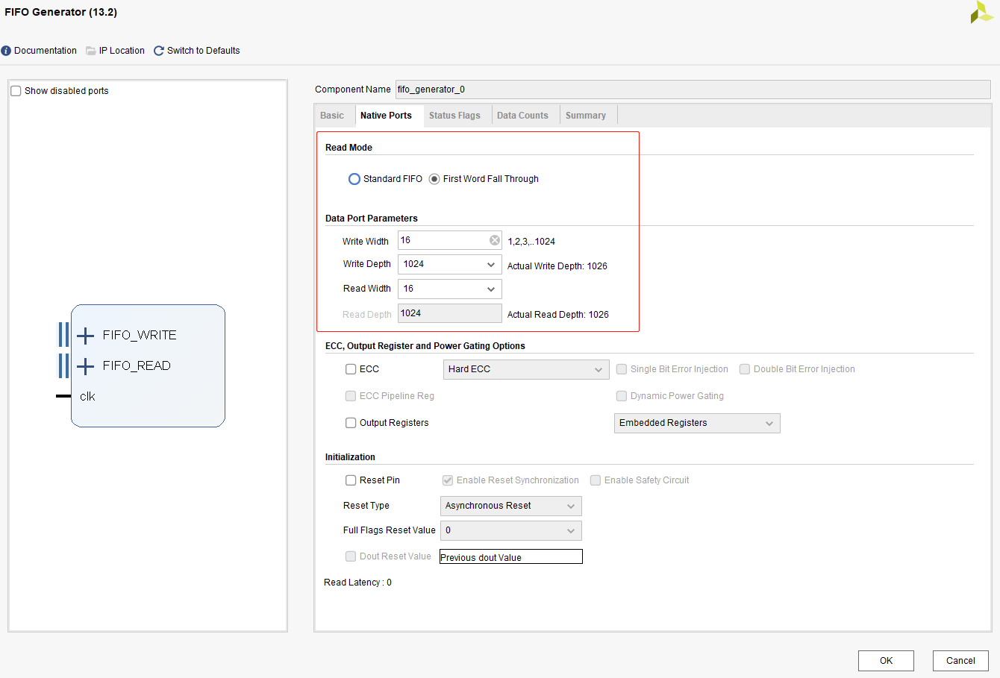 FIFO Generator (13.2)
Documentation IP Location Switch to Defaults
Show disabled ports
FIFO_WRITE
FIFO_READ
clk
Component Name fifo_generator_0
Basic Native Ports Status Flags Data Counts Summary
Read Mode
Standard FIFO First Word Fall Through
Data Port Parameters
Write Width 16 1,2,3,..1024
Write Depth 1024 Actual Write Depth: 1026
Read Width 16
Read Depth 1024 Actual Read Depth: 1026
ECC, Output Register and Power Gating Options
ECC Hard ECC Single Bit Error Injection Double Bit Error Injection
ECC Pipeline Reg Dynamic Power Gating
Output Registers Embedded Registers
Initialization
Reset Pin Enable Reset Synchronization Enable Safety Circuit
Reset Type Asynchronous Reset
Full Flags Reset Value 0
Dout Reset Value Previous dout Value
Read Latency : 0
OK Cancel